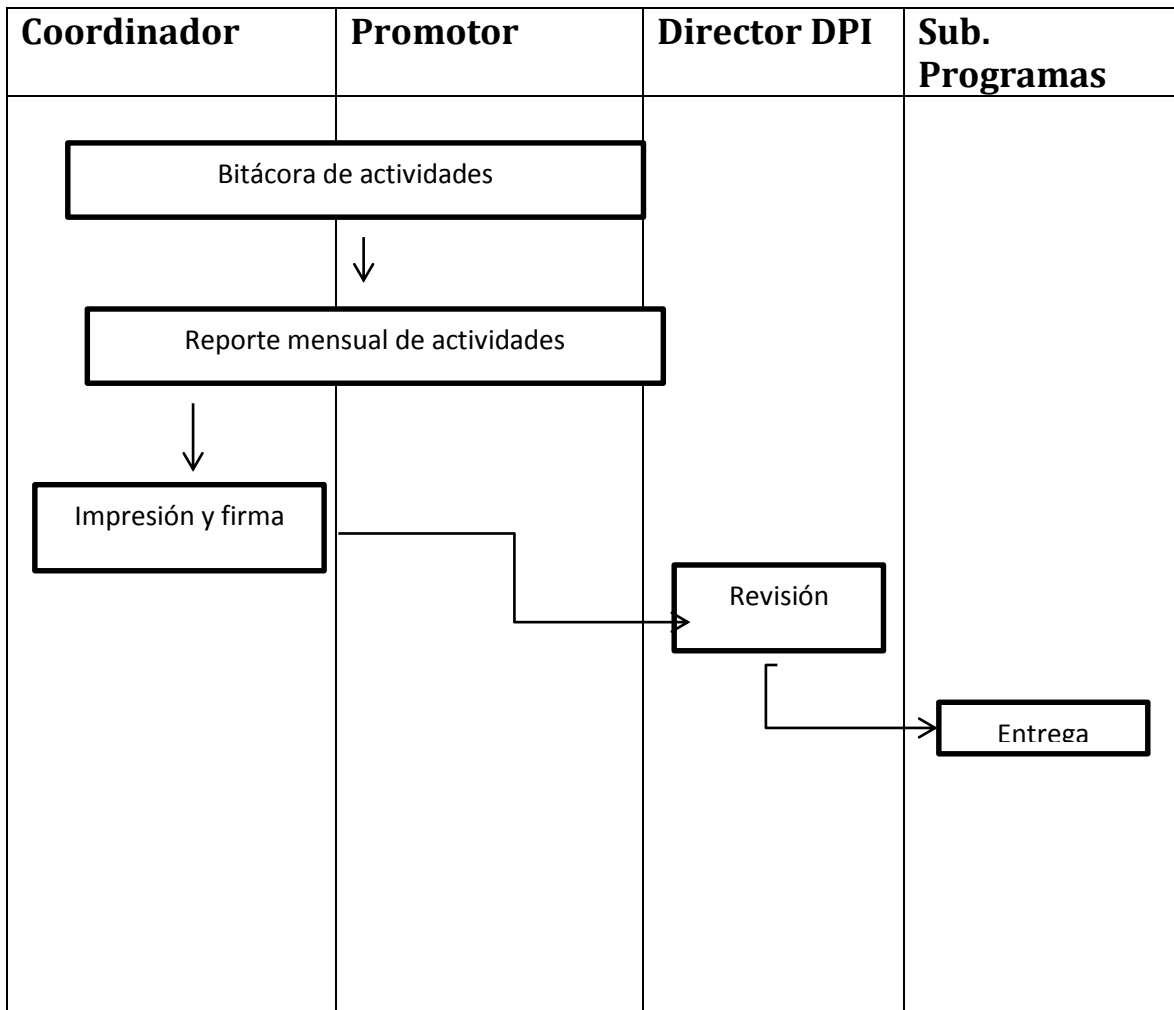 Coordinador
Promotor
Director DPI
Sub.
Programas
Bitácora de actividades
Reporte mensual de actividades
Impresión y firma
Revisión
Entrega